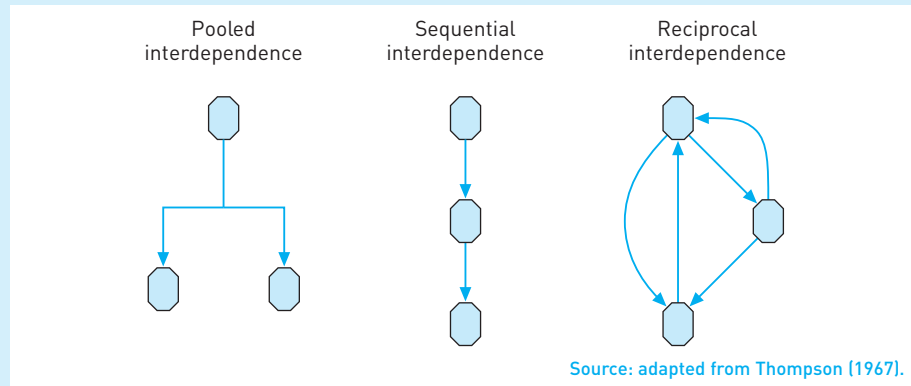 Pooled
interdependence
Sequential
interdependence
Reciprocal
interdependence
Source: adapted from Thompson (1967).